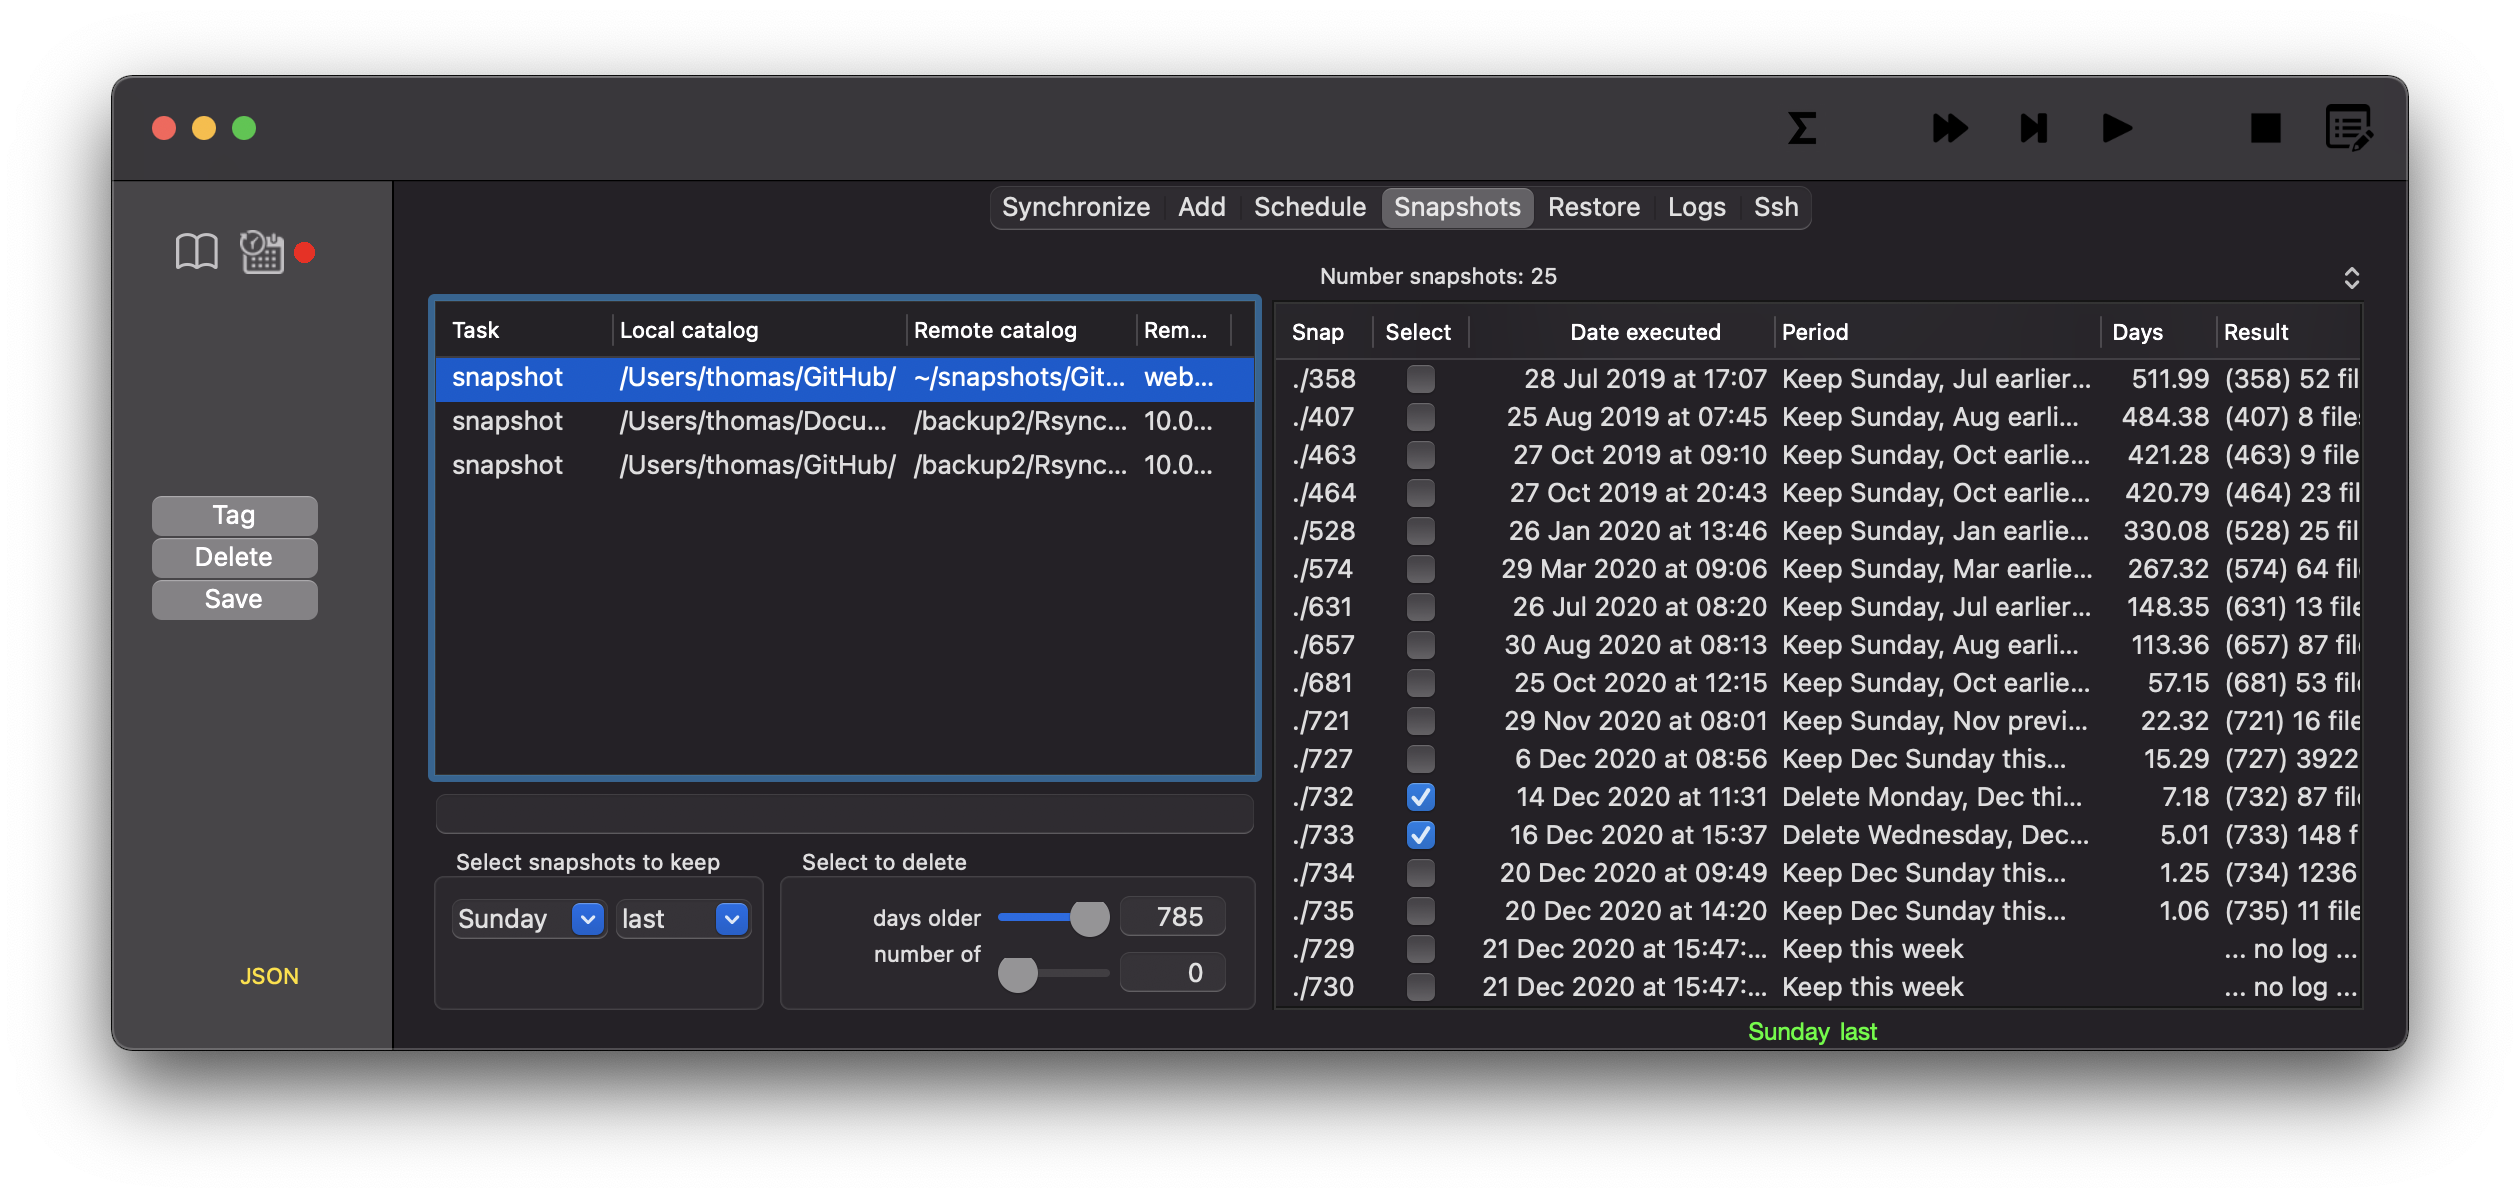 Synchronize Add Schedule Snapshots Restore Logs Ssh
Number snapshots: 25
Task Local catalog Remote catalog Rem...
snapshot /Users/thomas/GitHub/ ~/snapshots/Git... web...
snapshot /Users/thomas/Docu... /backup2/Rsync... 10.0...
snapshot /Users/thomas/GitHub/ /backup2/Rsync... 10.0...
Tag
Delete
Save
JSON
Select snapshots to keep
Sunday last
Select to delete
days older 785
number of 0
Snap Select Date executed Period Days Result
./358 28 Jul 2019 at 17:07 Keep Sunday, Jul earlier... 511.99 (358) 52 fil
./407 25 Aug 2019 at 07:45 Keep Sunday, Aug earli... 484.38 (407) 8 files
./463 27 Oct 2019 at 09:10 Keep Sunday, Oct earlie... 421.28 (463) 9 file
./464 27 Oct 2019 at 20:43 Keep Sunday, Oct earlie... 420.79 (464) 23 fil
./528 26 Jan 2020 at 13:46 Keep Sunday, Jan earlie... 330.08 (528) 25 fil
./574 29 Mar 2020 at 09:06 Keep Sunday, Mar earlie... 267.32 (574) 64 fil
./631 26 Jul 2020 at 08:20 Keep Sunday, Jul earlier... 148.35 (631) 13 file
./657 30 Aug 2020 at 08:13 Keep Sunday, Aug earli... 113.36 (657) 87 fil
./681 25 Oct 2020 at 12:15 Keep Sunday, Oct earlie... 57.15 (681) 53 fil
./721 29 Nov 2020 at 08:01 Keep Sunday, Nov previ... 22.32 (721) 16 file
./727 6 Dec 2020 at 08:56 Keep Dec Sunday this... 15.29 (727) 3922
./732 14 Dec 2020 at 11:31 Delete Monday, Dec thi... 7.18 (732) 87 fil
./733 16 Dec 2020 at 15:37 Delete Wednesday, Dec... 5.01 (733) 148 f
./734 20 Dec 2020 at 09:49 Keep Dec Sunday this... 1.25 (734) 1236
./735 20 Dec 2020 at 14:20 Keep Dec Sunday this... 1.06 (735) 11 file
./729 21 Dec 2020 at 15:47:... Keep this week ... no log ...
./730 21 Dec 2020 at 15:47:... Keep this week ... no log ...
Sunday last